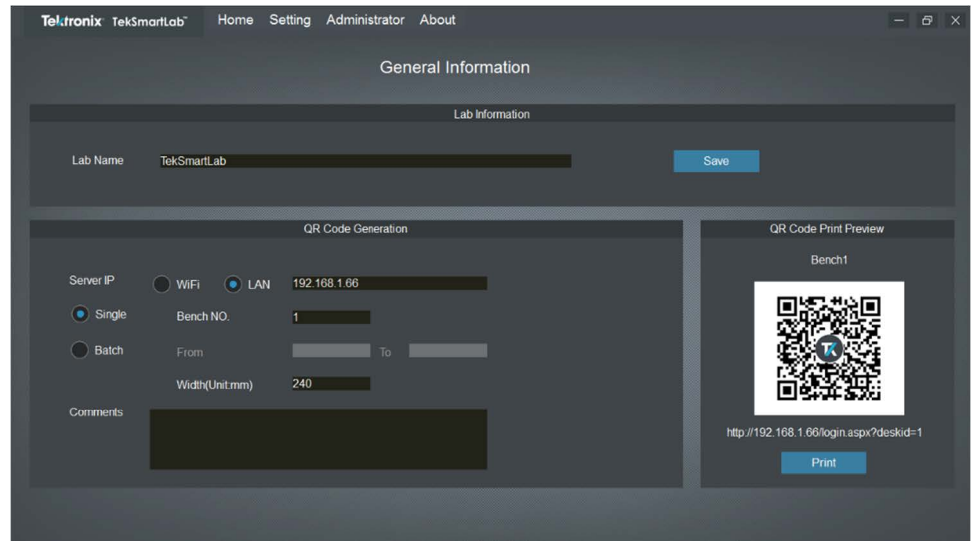 Tektronix TekSmartLab™ Home Setting Administrator About
General Information
Lab Information
Lab Name TekSmartLab Save
QR Code Generation
Server IP WiFi LAN 192.168.1.66
Single Bench NO. 1
Batch From To
Width(Unit:mm) 240
Comments
QR Code Print Preview
Bench1
TK
http://192.168.1.66/login.aspx?deskid=1
Print